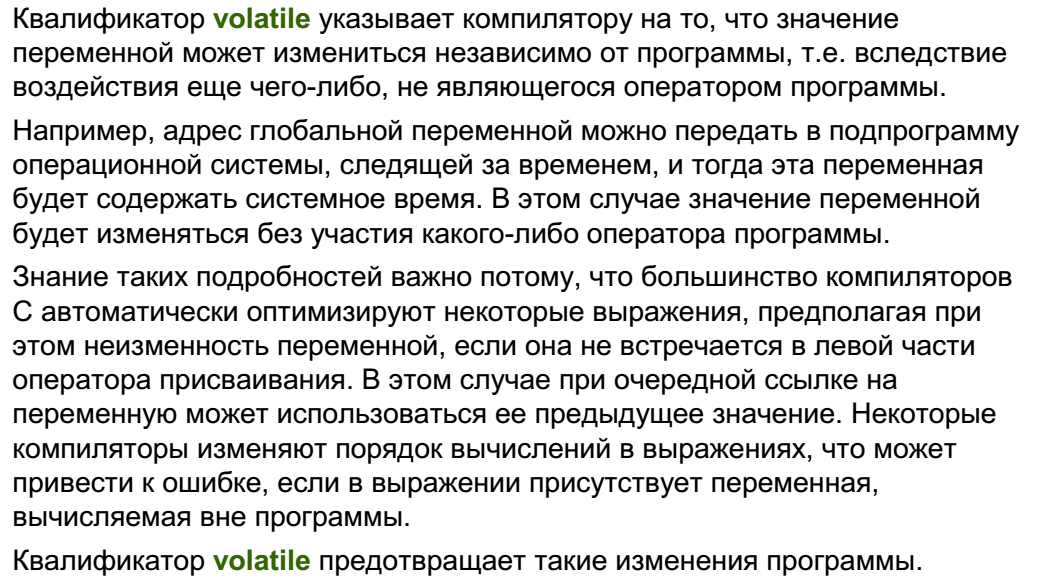 Квалификатор volatile указывает компилятору на то, что значение
переменной может измениться независимо от программы, т.е. вследствие
воздействия еще чего-либо, не являющегося оператором программы.
Например, адрес глобальной переменной можно передать в подпрограмму
операционной системы, следящей за временем, и тогда эта переменная
будет содержать системное время. В этом случае значение переменной
будет изменяться без участия какого-либо оператора программы.
Знание таких подробностей важно потому, что большинство компиляторов
С автоматически оптимизируют некоторые выражения, предполагая при
этом неизменность переменной, если она не встречается в левой части
оператора присваивания. В этом случае при очередной ссылке на
переменную может использоваться ее предыдущее значение. Некоторые
компиляторы изменяют порядок вычислений в выражениях, что может
привести к ошибке, если в выражении присутствует переменная,
вычисляемая вне программы.
Квалификатор volatile предотвращает такие изменения программы.